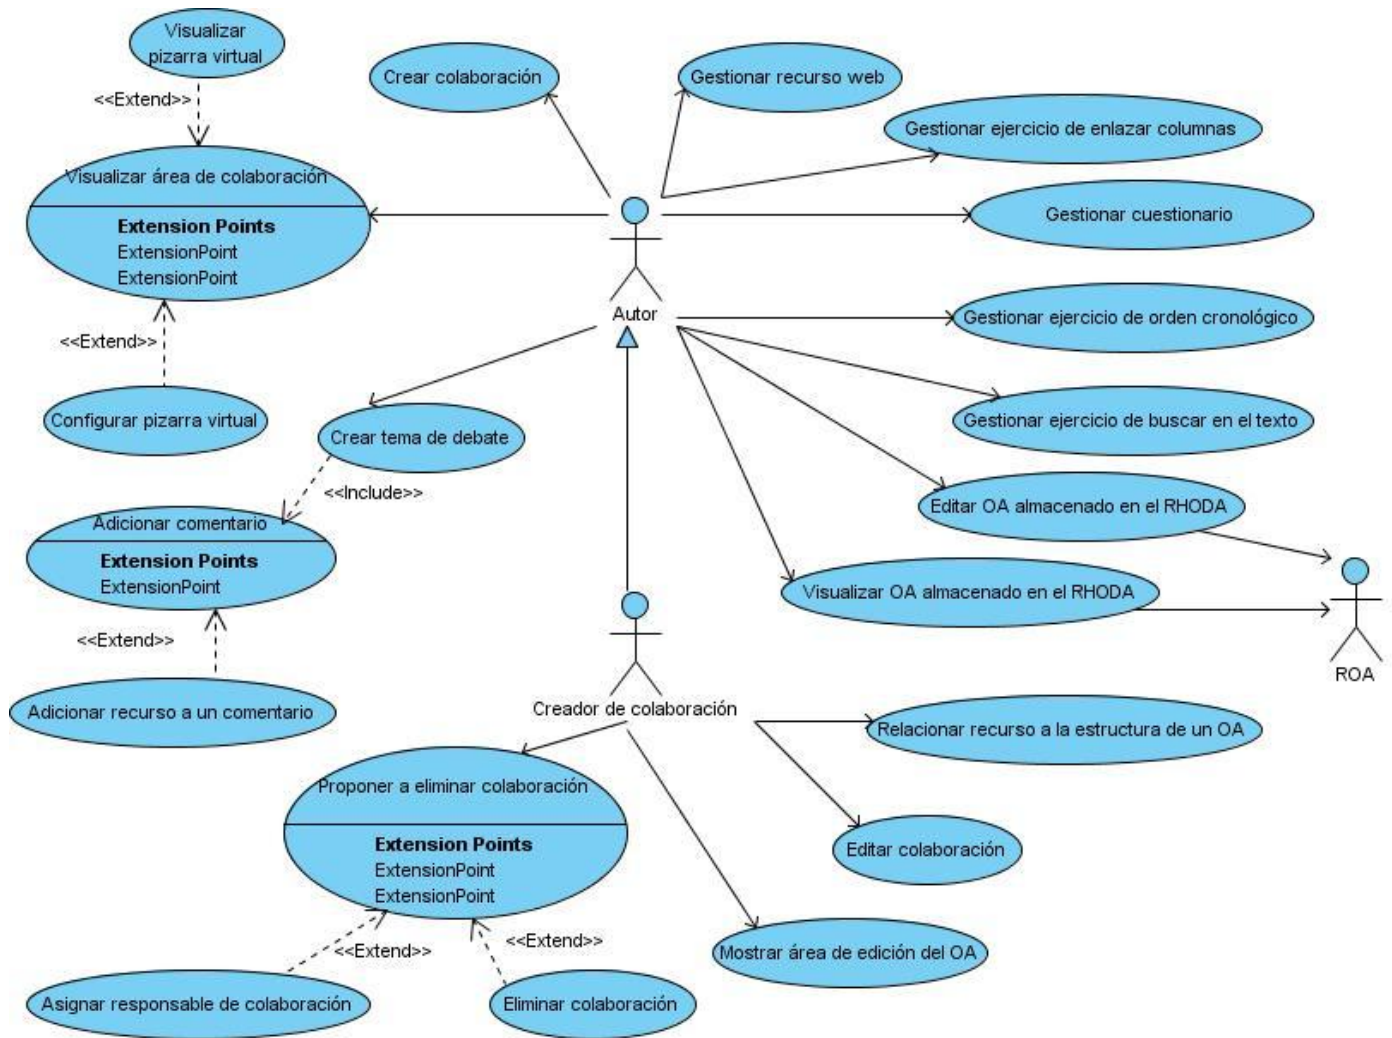 Visualizar
pizarra virtual
<<Extend>>
Crear colaboración
Gestionar recurso web
Gestionar ejercicio de enlazar columnas
Visualizar área de colaboración
Extension Points
ExtensionPoint
ExtensionPoint
Gestionar cuestionario
Autor
Gestionar ejercicio de orden cronológico
<<Extend>>
Configurar pizarra virtual
Crear tema de debate
Gestionar ejercicio de buscar en el texto
<<Include>>
Editar OA almacenado en el RHODA
Adicionar comentario
Extension Points
ExtensionPoint
Visualizar OA almacenado en el RHODA
<<Extend>>
ROA
Adicionar recurso a un comentario
Creador de colaboración
Relacionar recurso a la estructura de un OA
Proponer a eliminar colaboración
Extension Points
ExtensionPoint
ExtensionPoint
Editar colaboración
<<Extend>>
<<Extend>>
Mostrar área de edición del OA
Asignar responsable de colaboración
Eliminar colaboración